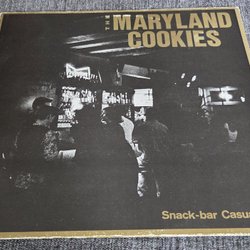 THE
MARYLAND
COOKIES
Snack-bar Casu